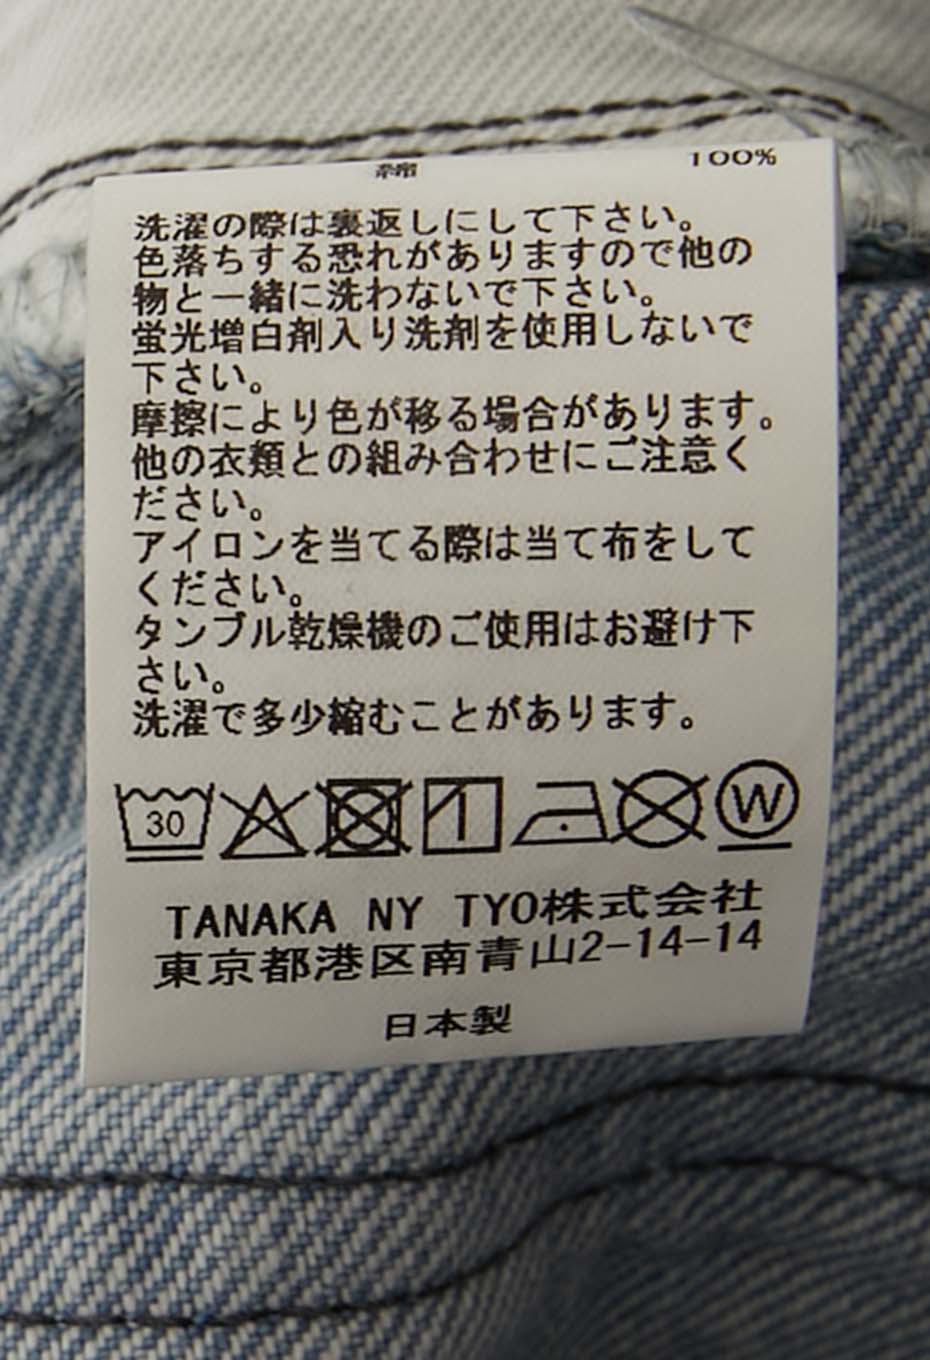 綿 100%
洗濯の際は裏返しにして下さい。
色落ちする恐れがありますので他の
物と一緒に洗わないで下さい。
蛍光増白剤入り洗剤を使用しないで
下さい。
摩擦により色が移る場合があります。
他の衣類との組み合わせにご注意く
ださい。
アイロンを当てる際は当て布をして
ください。
タンブル乾燥機のご使用はお避け下
さい。
洗濯で多少縮むことがあります。
30 W
TANAKA NY TYO株式会社
東京都港区南青山2-14-14
日本製